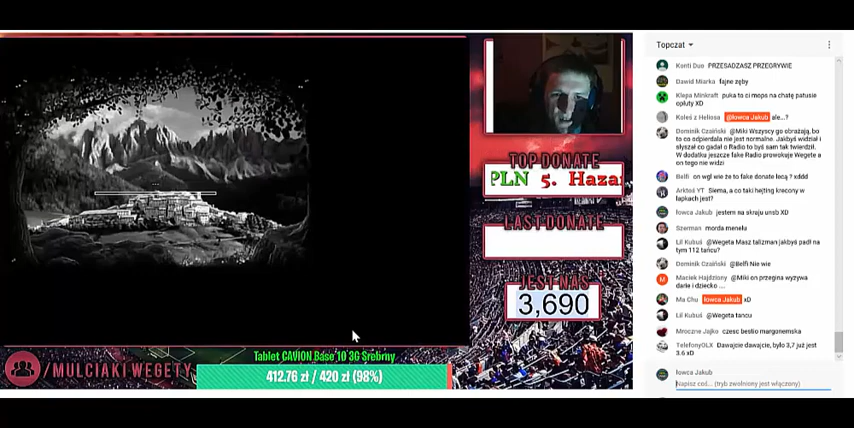 TOP DONATE
PLN 5. Hazar
LAST DONATE
JEST NAS
3,690
Tablet CAVION Base 10 3G Srebrny
412.76 zł / 420 zł (98%)
/MULCIAKI WEGETY
Topczat
Konti Duo PRZESADZASZ PRZEGRYWIE
Dawid Miarka fajne zęby
Klepa Minkraft puka to ci mops na chatę patusie
opluty XD
Koleś z Heliosa @łowca Jakub ale...?
Dominik Czaiński @Miki Wszyscy go obrażają, bo
to co odpierdala nie jest normalne. Jakbyś widział i
słyszał co gadał o Radio to byś sam tak twierdził.
W dodatku jeszcze fake Radio prowokuje Wegete a
on tego nie widzi
Belfi on wgl wie że to fake donate lecą ? xddd
Arktos YT Siema, a co taki hejting kręcony w
łapkach jest?
łowca Jakub jestem na skraju unsb XD
Szerman morda menelu
Lil Kubuś @Wegeta Masz talizman jakbyś padł na
tym 112 tańcu?
Dominik Czaiński @Belfi Nie wie
Maciek Hajdziony @Miki on przegina wyzywa
darie i dziecko ....
Ma Chu łowca Jakub xD
Lil Kubuś @Wegeta tancu
Mroczne Jajko czesc bestio margonemska
TelefonyOLX Dawajcie dawajcie, było 3,7 już jest
3.6 xD
łowca Jakub
Napisz coś... (tryb zwolniony jest włączony)